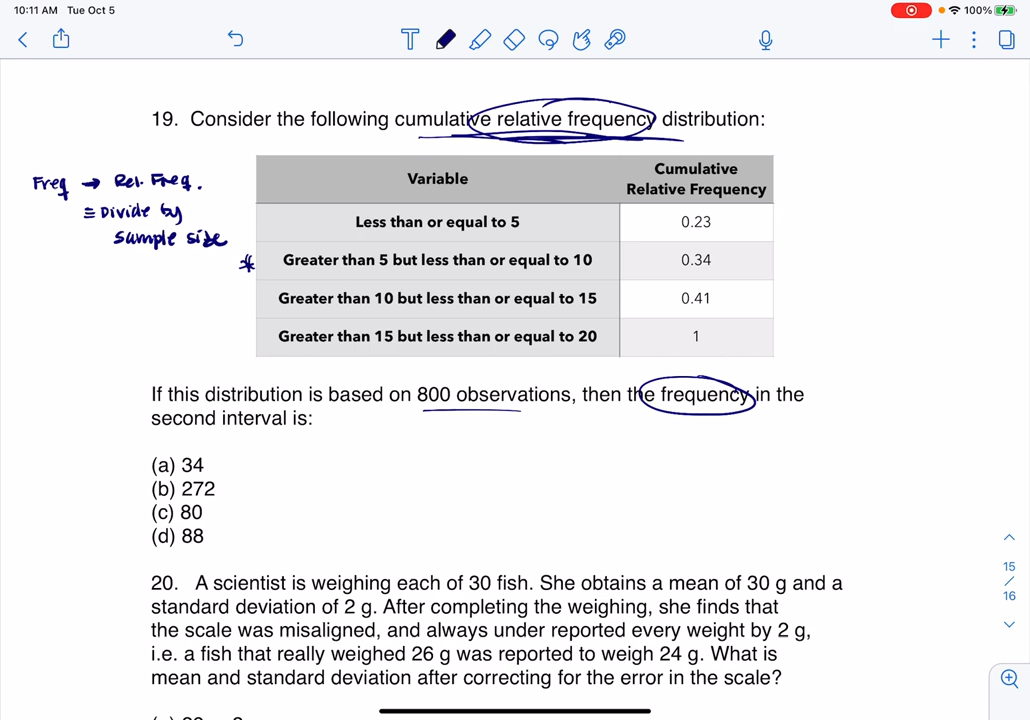 10:11 AM Tue Oct 5
100%
19. Consider the following cumulative relative frequency distribution:
Freq → Rel. Freq.
≡ Divide by
sample size
Variable
Cumulative
Relative Frequency
Less than or equal to 5 0.23
* Greater than 5 but less than or equal to 10 0.34
Greater than 10 but less than or equal to 15 0.41
Greater than 15 but less than or equal to 20 1
If this distribution is based on 800 observations, then the frequency in the
second interval is:
(a) 34
(b) 272
(c) 80
(d) 88
20. A scientist is weighing each of 30 fish. She obtains a mean of 30 g and a
standard deviation of 2 g. After completing the weighing, she finds that
the scale was misaligned, and always under reported every weight by 2 g,
i.e. a fish that really weighed 26 g was reported to weigh 24 g. What is
mean and standard deviation after correcting for the error in the scale?
15
/
16